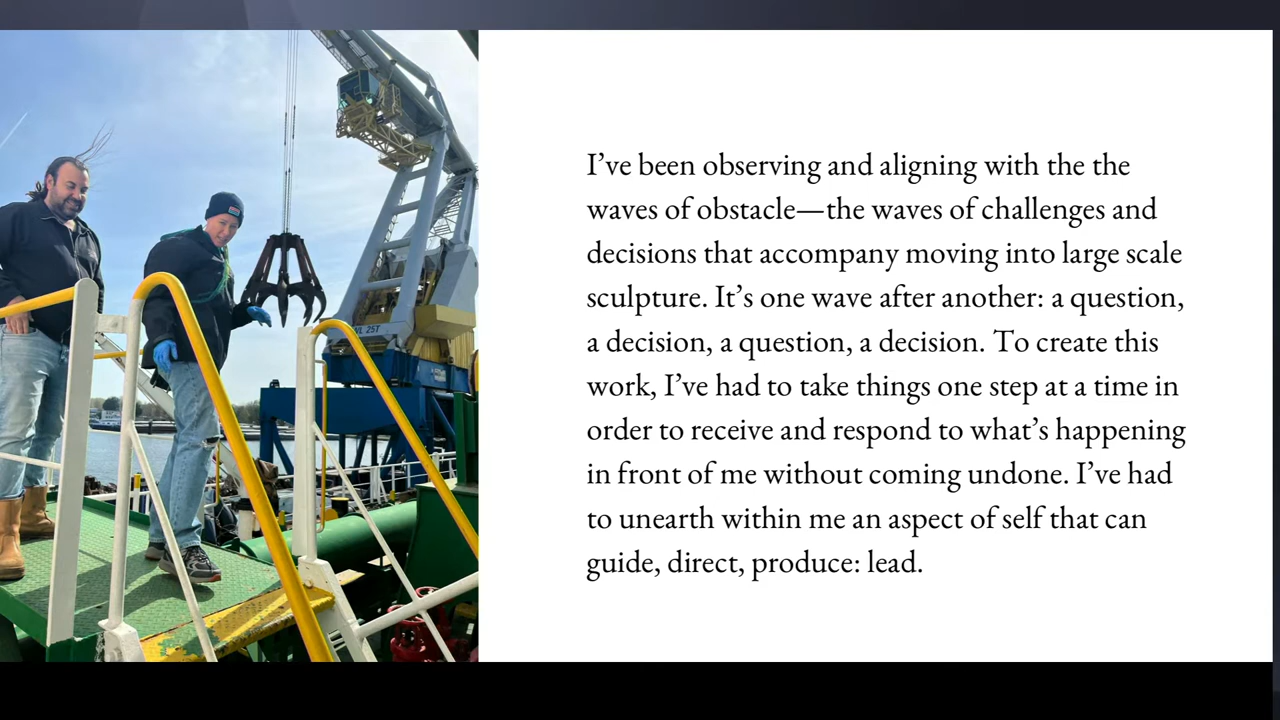 I’ve been observing and aligning with the the
waves of obstacle—the waves of challenges and
decisions that accompany moving into large scale
sculpture. It’s one wave after another: a question,
a decision, a question, a decision. To create this
work, I’ve had to take things one step at a time in
order to receive and respond to what’s happening
in front of me without coming undone. I’ve had
to unearth within me an aspect of self that can
guide, direct, produce: lead.
25T